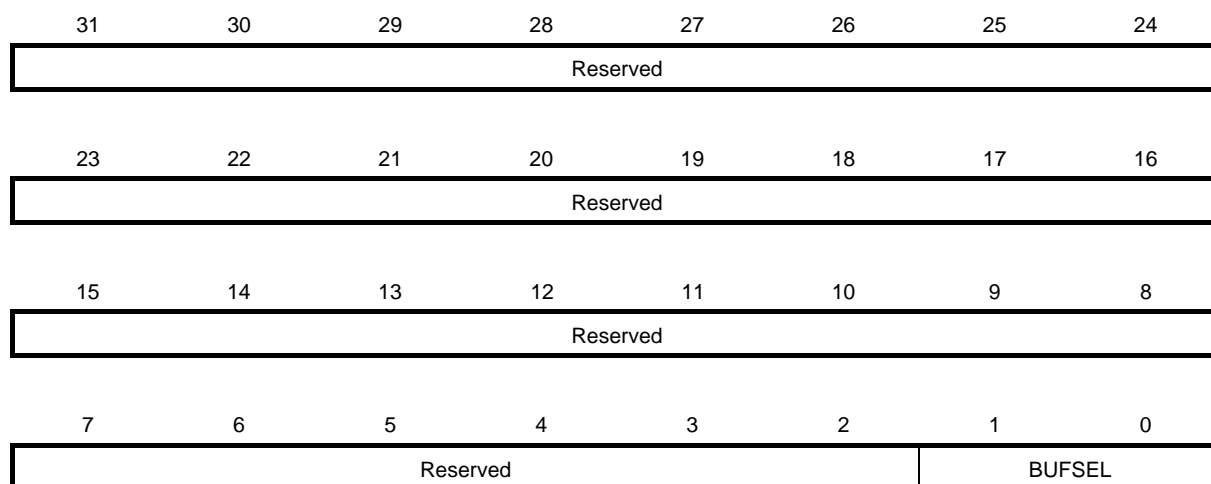 31 30 29 28 27 26 25 24
Reserved
23 22 21 20 19 18 17 16
Reserved
15 14 13 12 11 10 9 8
Reserved
7 6 5 4 3 2 1 0
Reserved BUFSEL